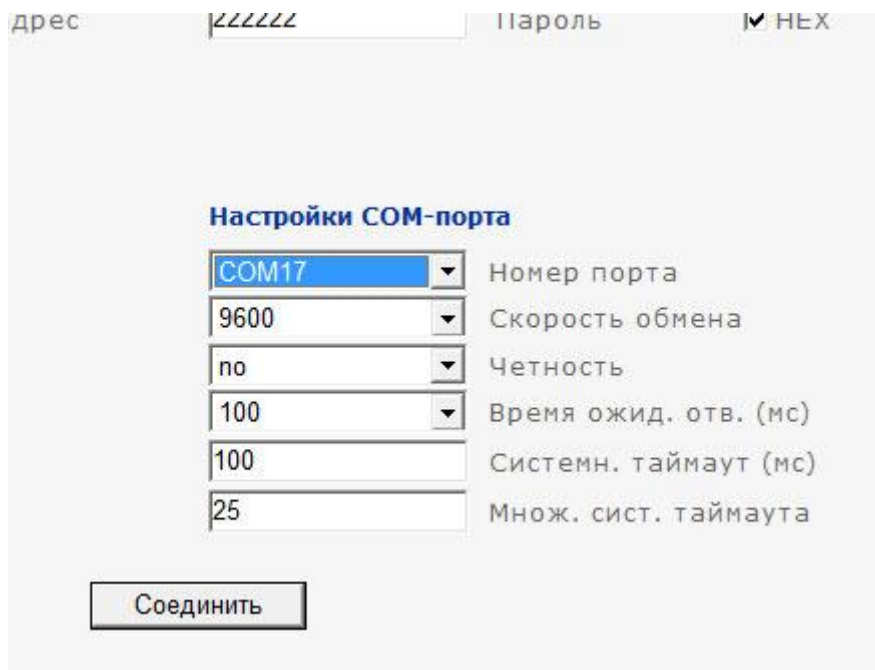 222222 Пароль HEX
Настройки COM-порта
COM17 Номер порта
9600 Скорость обмена
no Четность
100 Время ожид. отв. (мс)
100 Системн. таймаут (мс)
25 Множ. сист. таймаута
Соединить